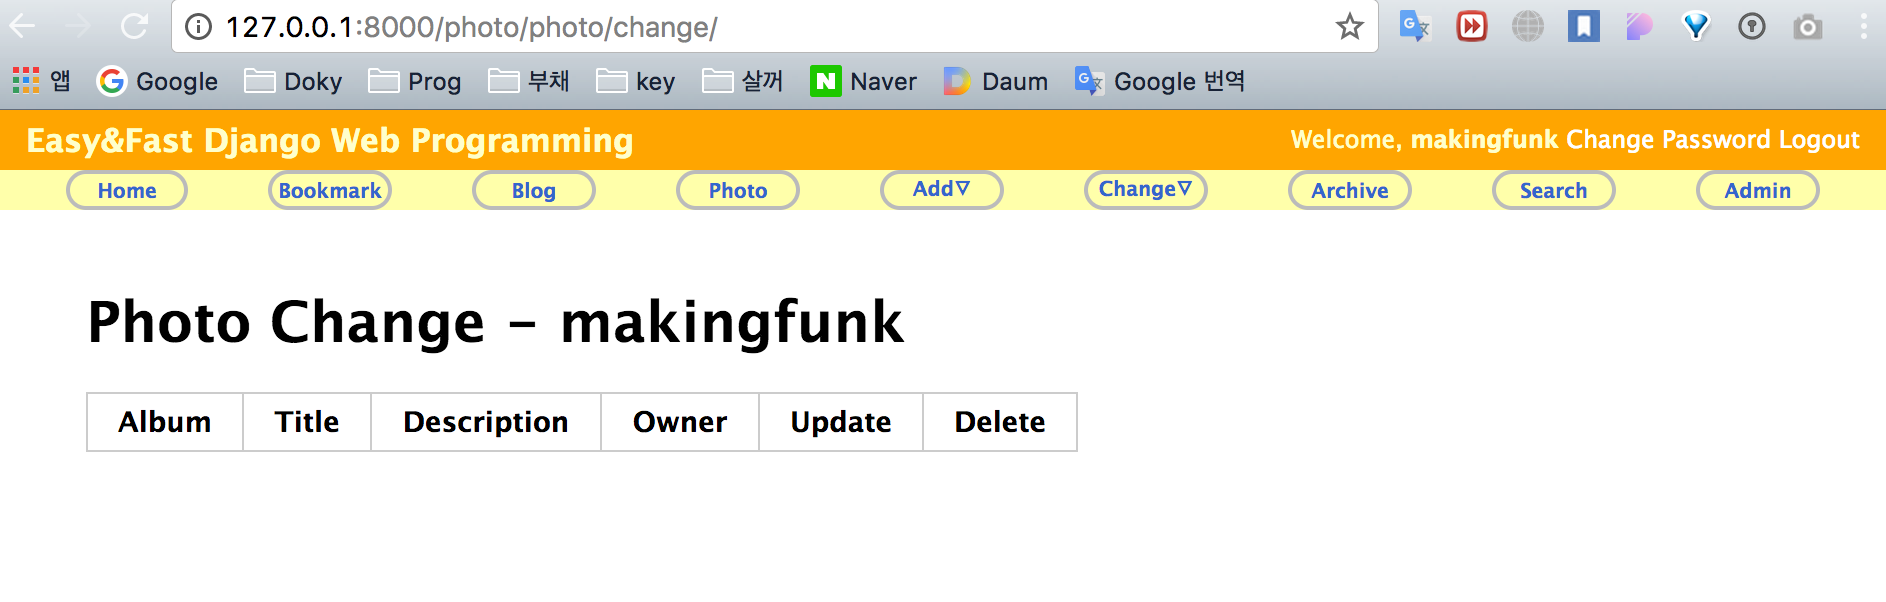 127.0.0.1:8000/photo/photo/change/
앱 Google Doky Prog 부채 key 살꺼 Naver Daum Google 번역
Easy&Fast Django Web Programming Welcome, makingfunk Change Password Logout
Home Bookmark Blog Photo Add▽ Change▽ Archive Search Admin
Photo Change - makingfunk
Album Title Description Owner Update Delete